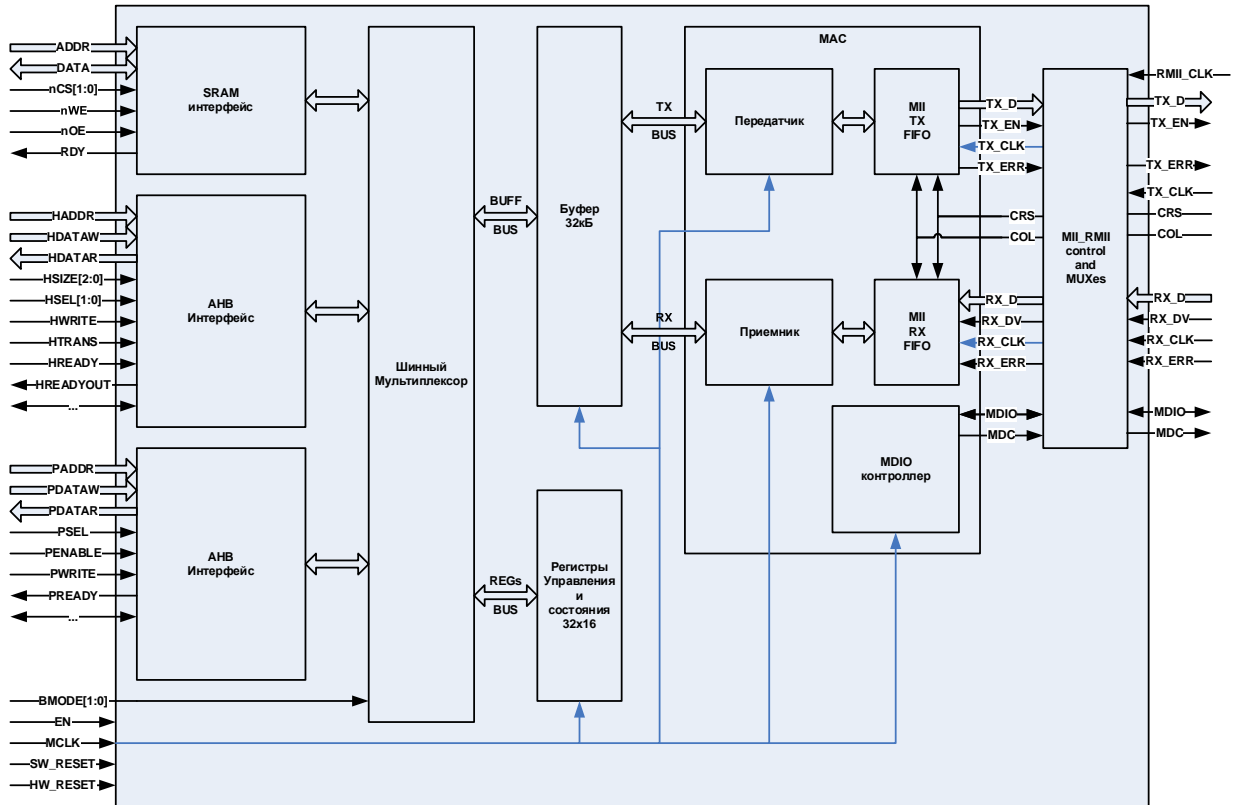 ADDR
DATA
nCS[1:0]
nWE
nOE
RDY
SRAM
интерфейс
HADDR
HDATAW
HDATAR
HSIZE[2:0]
HSEL[1:0]
HWRITE
HTRANS
HREADY
HREADYOUT
...
AHB
Интерфейс
PADDR
PDATAW
PDATAR
PSEL
PENABLE
PWRITE
PREADY
...
AHB
Интерфейс
BMODE[1:0]
EN
MCLK
SW_RESET
HW_RESET
Шинный
Мультиплексор
BUFF
BUS
REGs
BUS
Буфер
32кБ
Регистры
Управления
и
состояния
32x16
TX
BUS
RX
BUS
MAC
Передатчик
MII
TX
FIFO
Приемник
MII
RX
FIFO
MDIO
контроллер
TX_D
TX_EN
TX_CLK
TX_ERR
CRS
COL
RX_D
RX_DV
RX_CLK
RX_ERR
MDIO
MDC
MII_RMII
control
and
MUXes
RMII_CLK
TX_D
TX_EN
TX_ERR
TX_CLK
CRS
COL
RX_D
RX_DV
RX_CLK
RX_ERR
MDIO
MDC